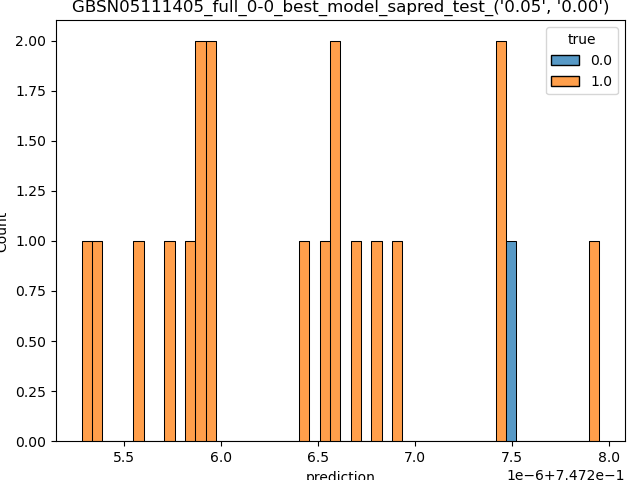 GBSN05111405_full_0-0_best_model_sapred_test_('0.05', '0.00')
2.00
1.75
1.50
1.25
1.00
0.75
0.50
0.25
0.00
Count
true
0.0
1.0
5.5 6.0 6.5 7.0 7.5 8.0
prediction
1e−6+7.472e−1